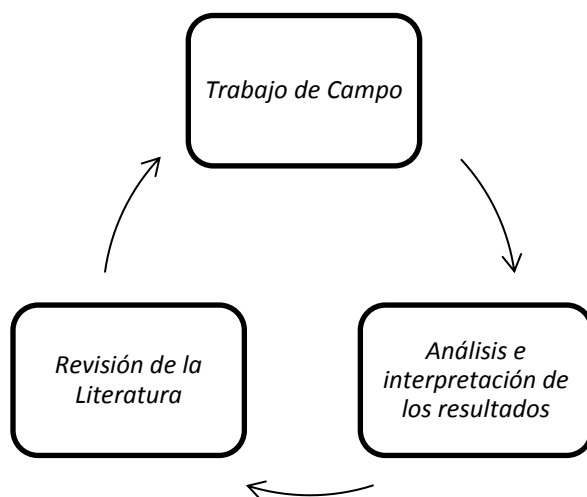 Trabajo de Campo
Revisión de la
Literatura
Análisis e
interpretación de
los resultados